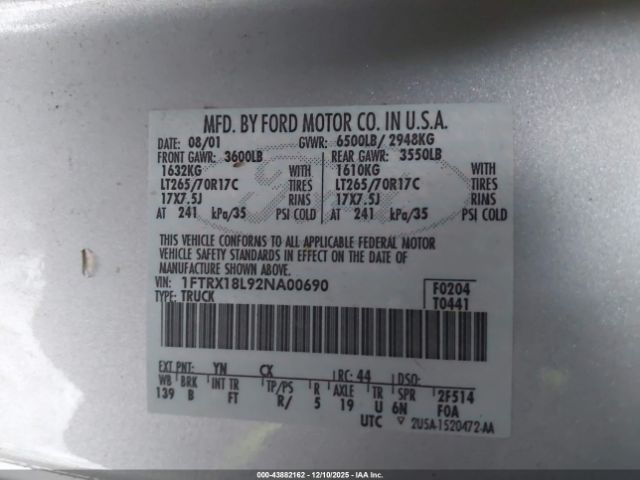 MFD. BY FORD MOTOR CO. IN U.S.A.
DATE: 08/01 GVWR: 6500LB/ 2948KG
FRONT GAWR: 3600LB REAR GAWR: 3550LB
1632KG WITH 1610KG WITH
LT265/70R17C TIRES LT265/70R17C TIRES
17X7.5J RIMS 17X7.5J RIMS
AT 241 kPa/35 PSI COLD AT 241 kPa/35 PSI COLD
THIS VEHICLE CONFORMS TO ALL APPLICABLE FEDERAL MOTOR
VEHICLE SAFETY STANDARDS IN EFFECT ON THE DATE OF
MANUFACTURE SHOWN ABOVE.
VIN: 1FTRX18L92NA00690 F0204
TYPE: TRUCK T0441
EXT PNT: YN CX RC: 44 DSO:
WB BRK INT TR TP/PS R AXLE TR SPR 2F514
139 B FT R/ 5 19 U 6N F0A
UTC ▽ 2U5A-1520472-AA
IAA
#: 000-43882162 - 12/10/2025 - IAA Inc.